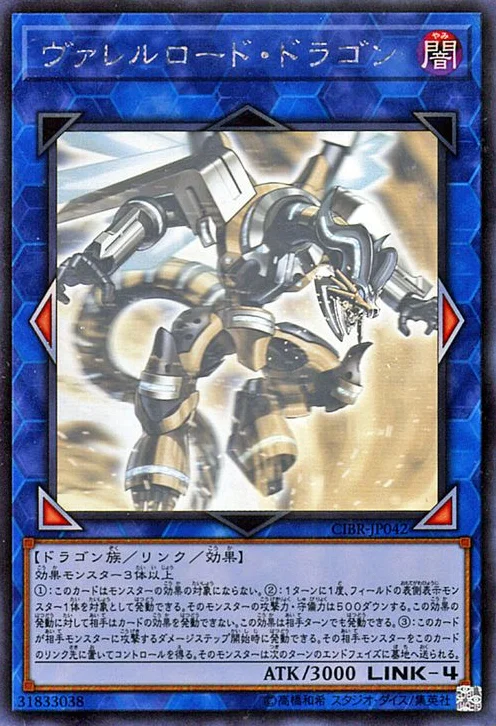 ヴァレルロード・ドラゴン
闇
CIBR-JP042
【ドラゴン族／リンク／効果】
効果モンスター3体以上
①：このカードはモンスターの効果の対象にならない。②：1ターンに1度、フィールドの表側表示モン
スター1体を対象として発動できる。そのモンスターの攻撃力・守備力は500ダウンする。この効果の
発動に対して相手はカードの効果を発動できない。この効果は相手ターンでも発動できる。③：このカード
が相手モンスターに攻撃するダメージステップ開始時に発動できる。その相手モンスターをこのカード
のリンク先に置いてコントロールを得る。そのモンスターは次のターンのエンドフェイズに墓地へ送られる。
ATK/3000 LINK-4
31833038 ©高橋和希 スタジオ・ダイス/集英社